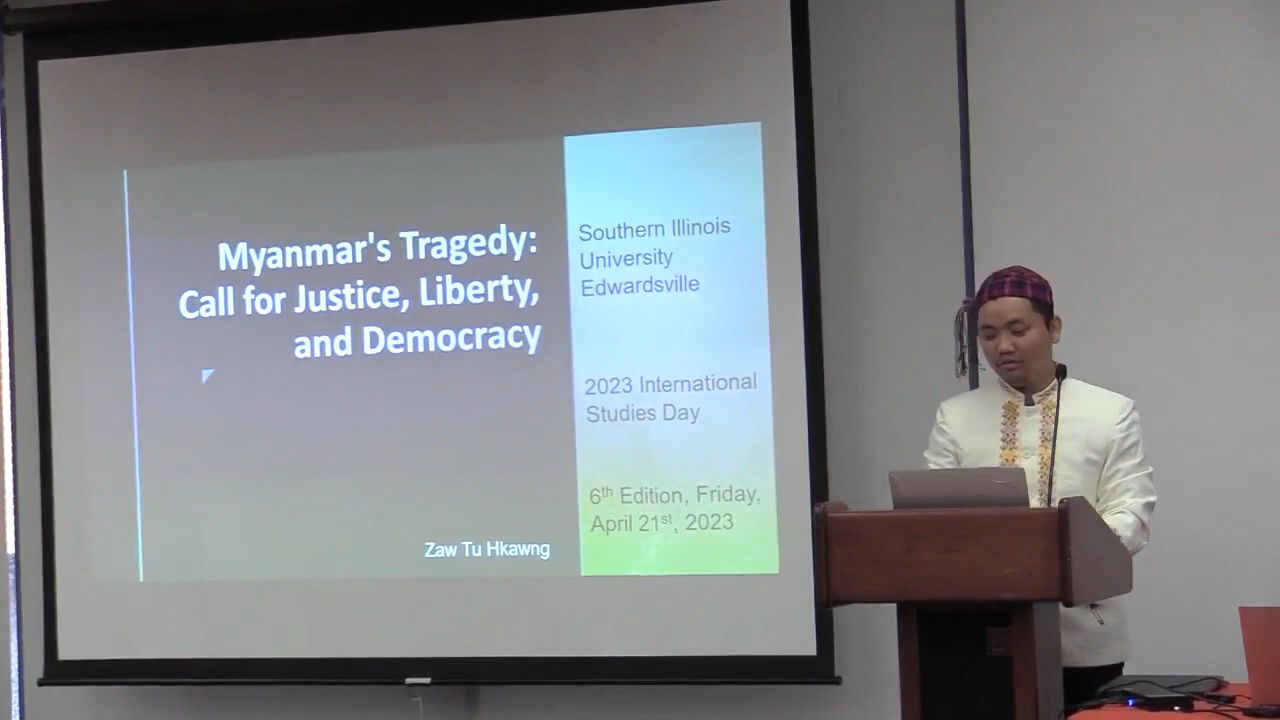 Myanmar's Tragedy:
Call for Justice, Liberty,
and Democracy
Zaw Tu Hkawng
Southern Illinois
University
Edwardsville
2023 International
Studies Day
6th Edition, Friday,
April 21st, 2023